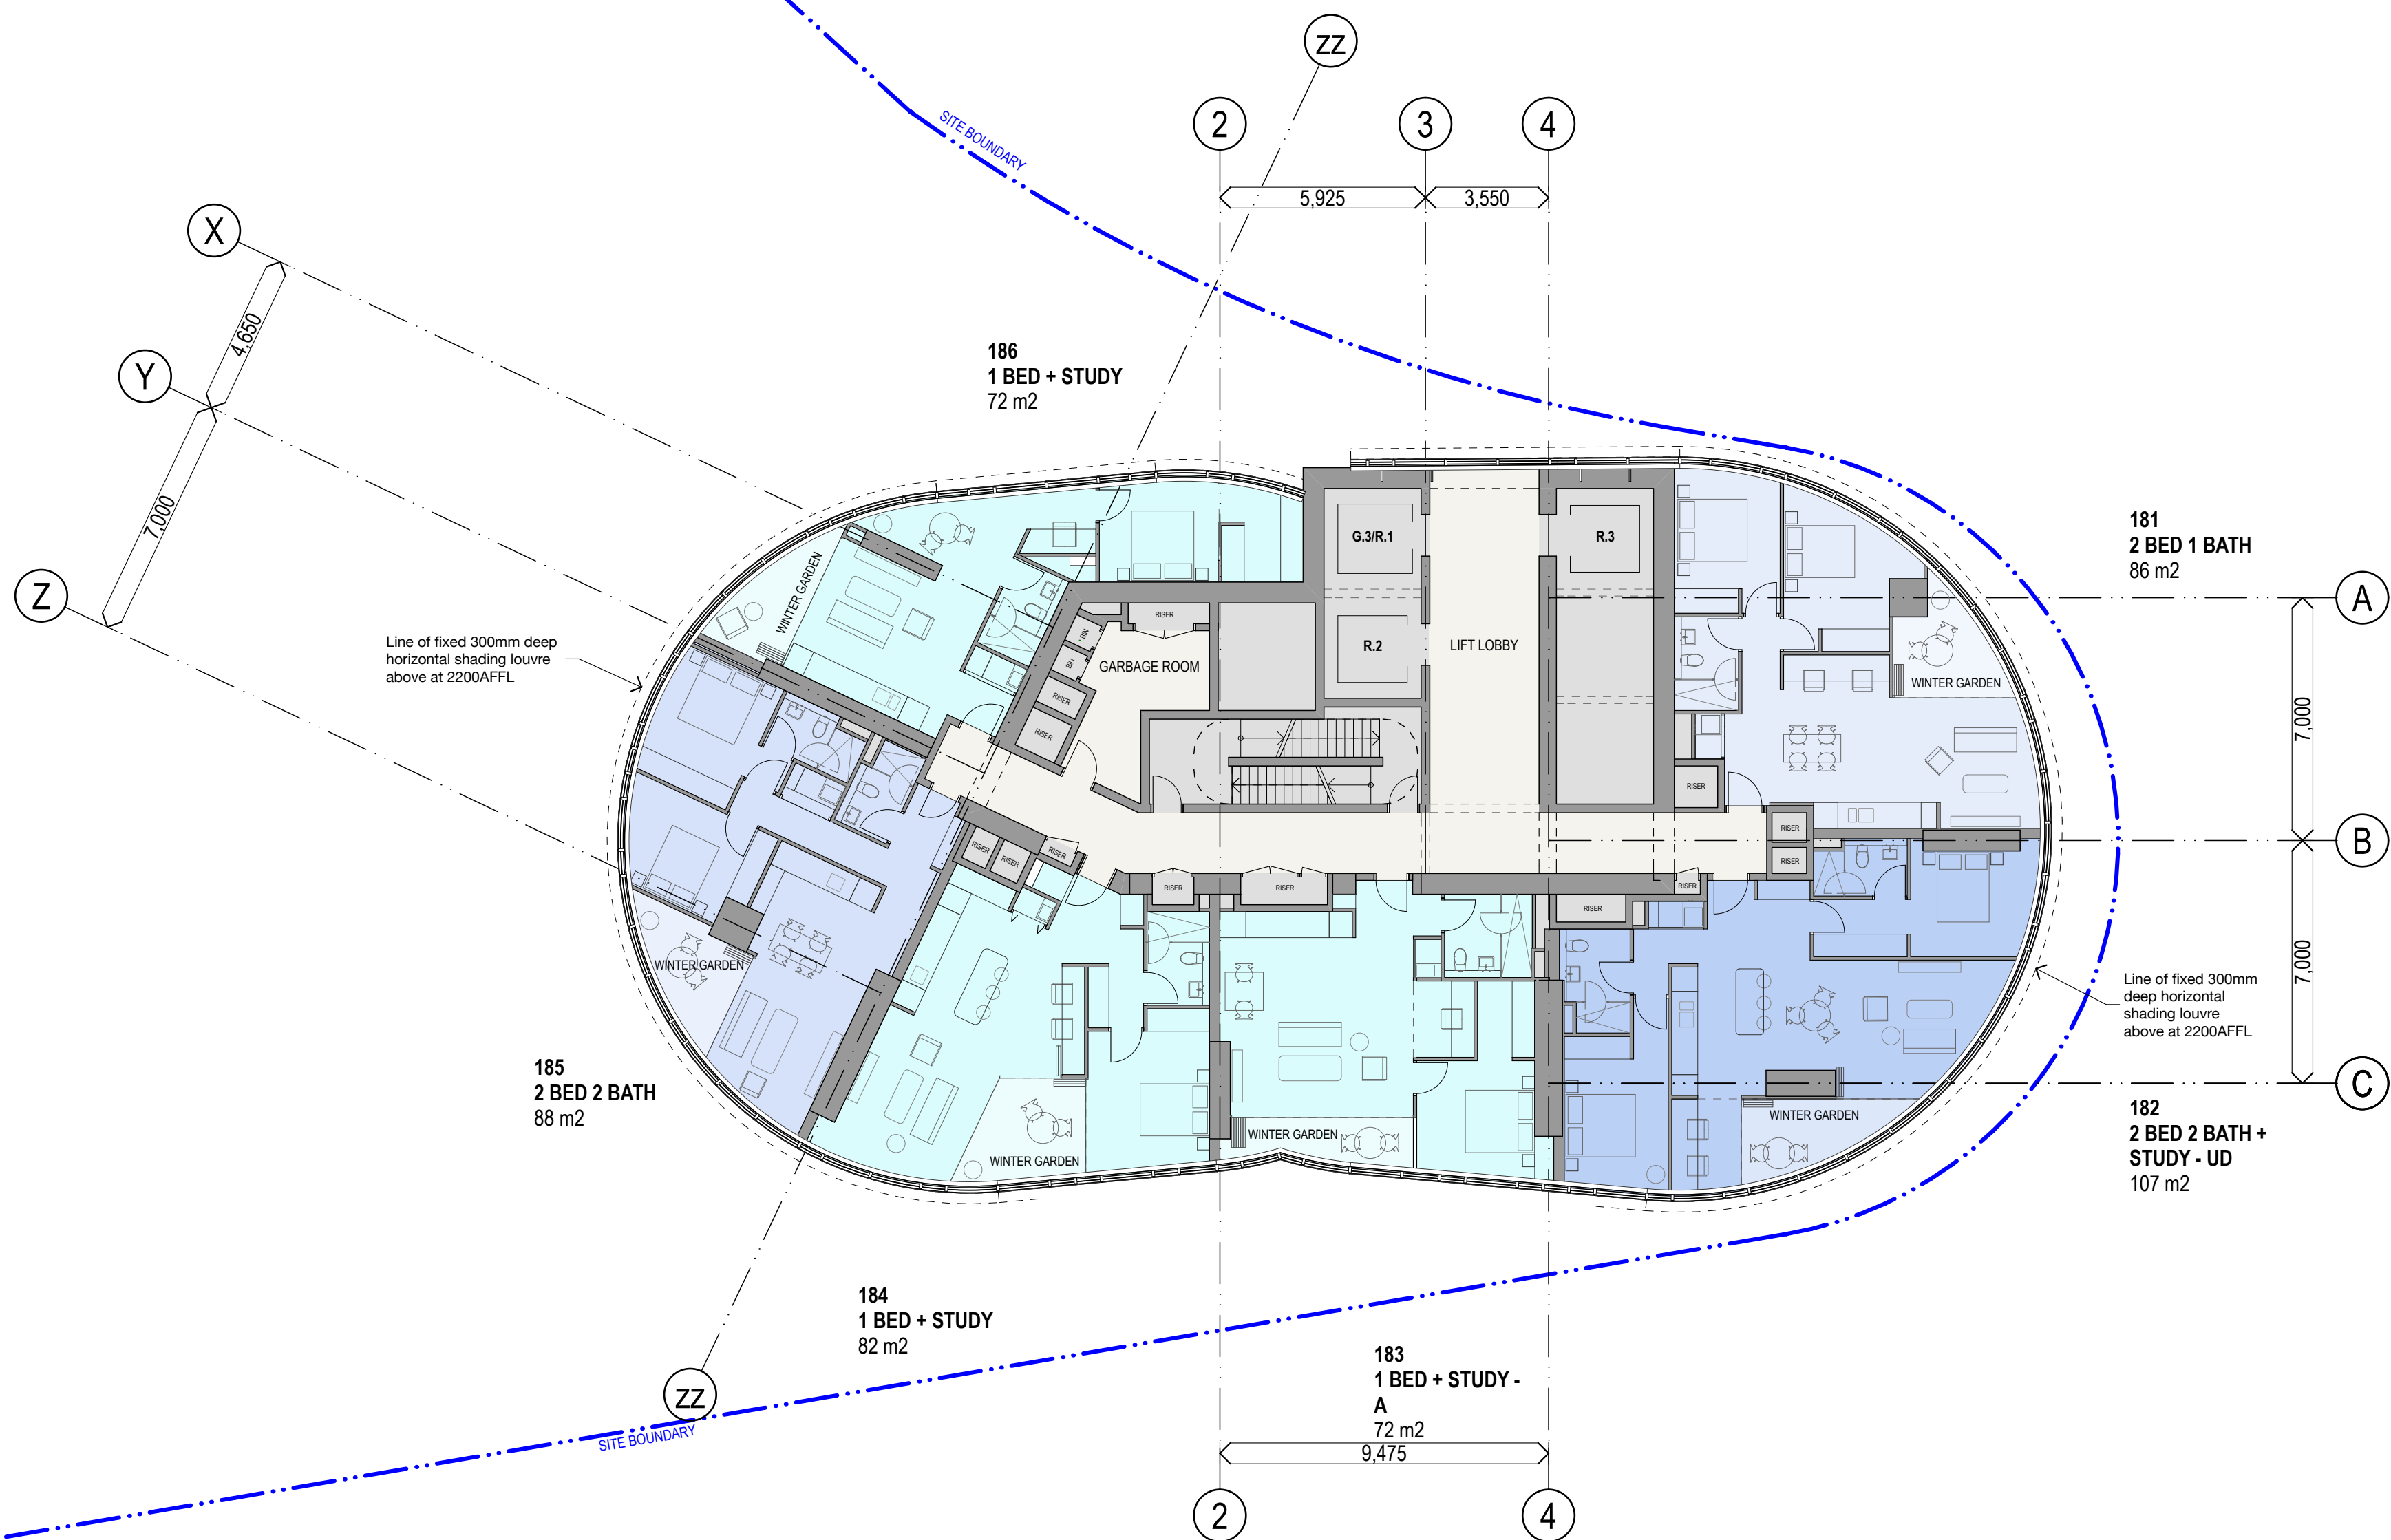 ZZ
2
3
4
SITE BOUNDARY
5,925
3,550
X
4,650
Y
186
1 BED + STUDY
72 m2
7,000
181
2 BED 1 BATH
86 m2
G.3/R.1
R.3
WINTER GARDEN
Z
A
RISER
BIN
BIN
GARBAGE ROOM
R.2
LIFT LOBBY
Line of fixed 300mm deep
horizontal shading louvre
above at 2200AFFL
WINTER GARDEN
RISER
RISER
7,000
RISER
RISER
B
RISER
RISER
RISER
RISER
RISER
RISER
RISER
RISER
WINTER GARDEN
7,000
Line of fixed 300mm
deep horizontal
shading louvre
above at 2200AFFL
185
2 BED 2 BATH
88 m2
C
WINTER GARDEN
WINTER GARDEN
WINTER GARDEN
182
2 BED 2 BATH +
STUDY - UD
107 m2
184
1 BED + STUDY
82 m2
183
1 BED + STUDY -
A
72 m2
ZZ
SITE BOUNDARY
9,475
2
4